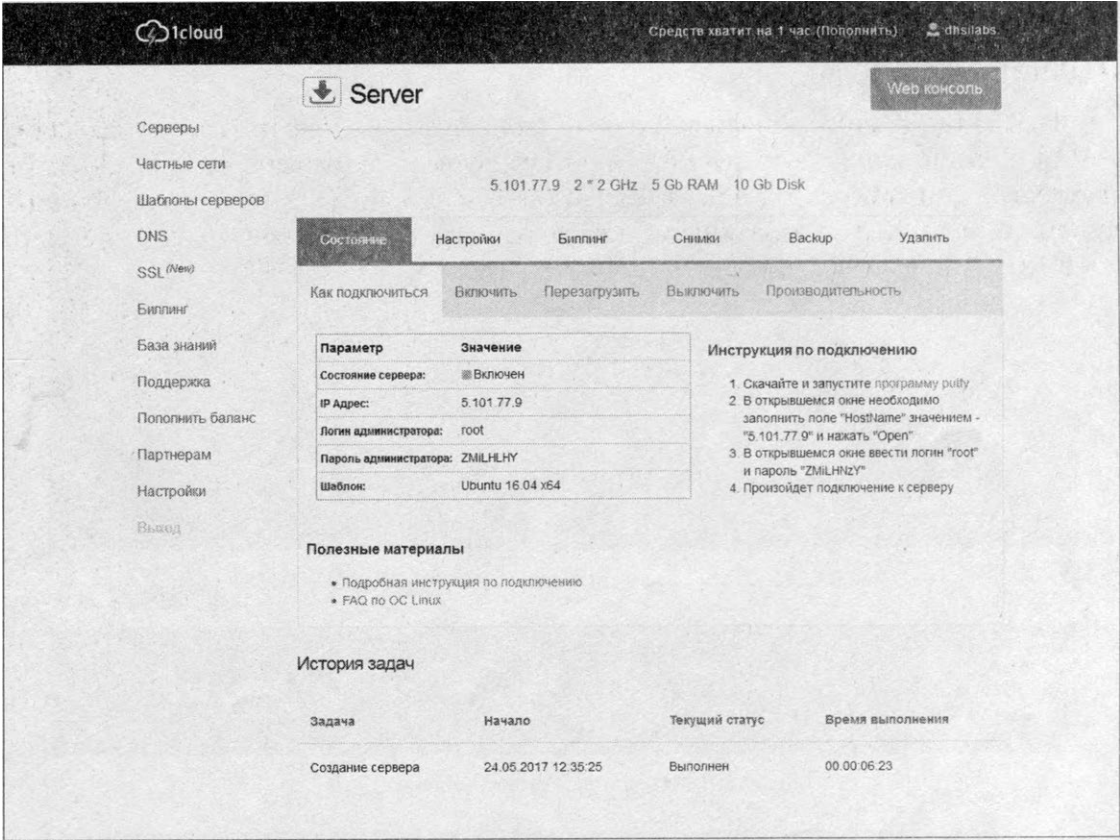 1cloud
Средств хватит на 1 час (Пополнить) dhsilabs
Server
Web консоль
Серверы
Частные сети
Шаблоны серверов
DNS
SSL (New)
Биллинг
База знаний
Поддержка
Пополнить баланс
Партнерам
Настройки
Выход
5.101.77.9 2 * 2 GHz 5 Gb RAM 10 Gb Disk
Состояние Настройки Биллинг Снимки Backup Удалить
Как подключиться Включить Перезагрузить Выключить Производительность
Параметр Значение
Состояние сервера: Включен
IP Адрес: 5.101.77.9
Логин администратора: root
Пароль администратора: ZMiLHLHY
Шаблон: Ubuntu 16.04 x64
Инструкция по подключению
1. Скачайте и запустите программу putty
2. В открывшемся окне необходимо
заполнить поле "HostName" значением -
"5.101.77.9" и нажать "Open"
3. В открывшемся окне ввести логин "root"
и пароль "ZMiLHNzY"
4. Произойдет подключение к серверу
Полезные материалы
• Подробная инструкция по подключению
• FAQ по ОС Linux
История задач
Задача Начало Текущий статус Время выполнения
Создание сервера 24.05.2017 12:35:25 Выполнен 00:00:06:23